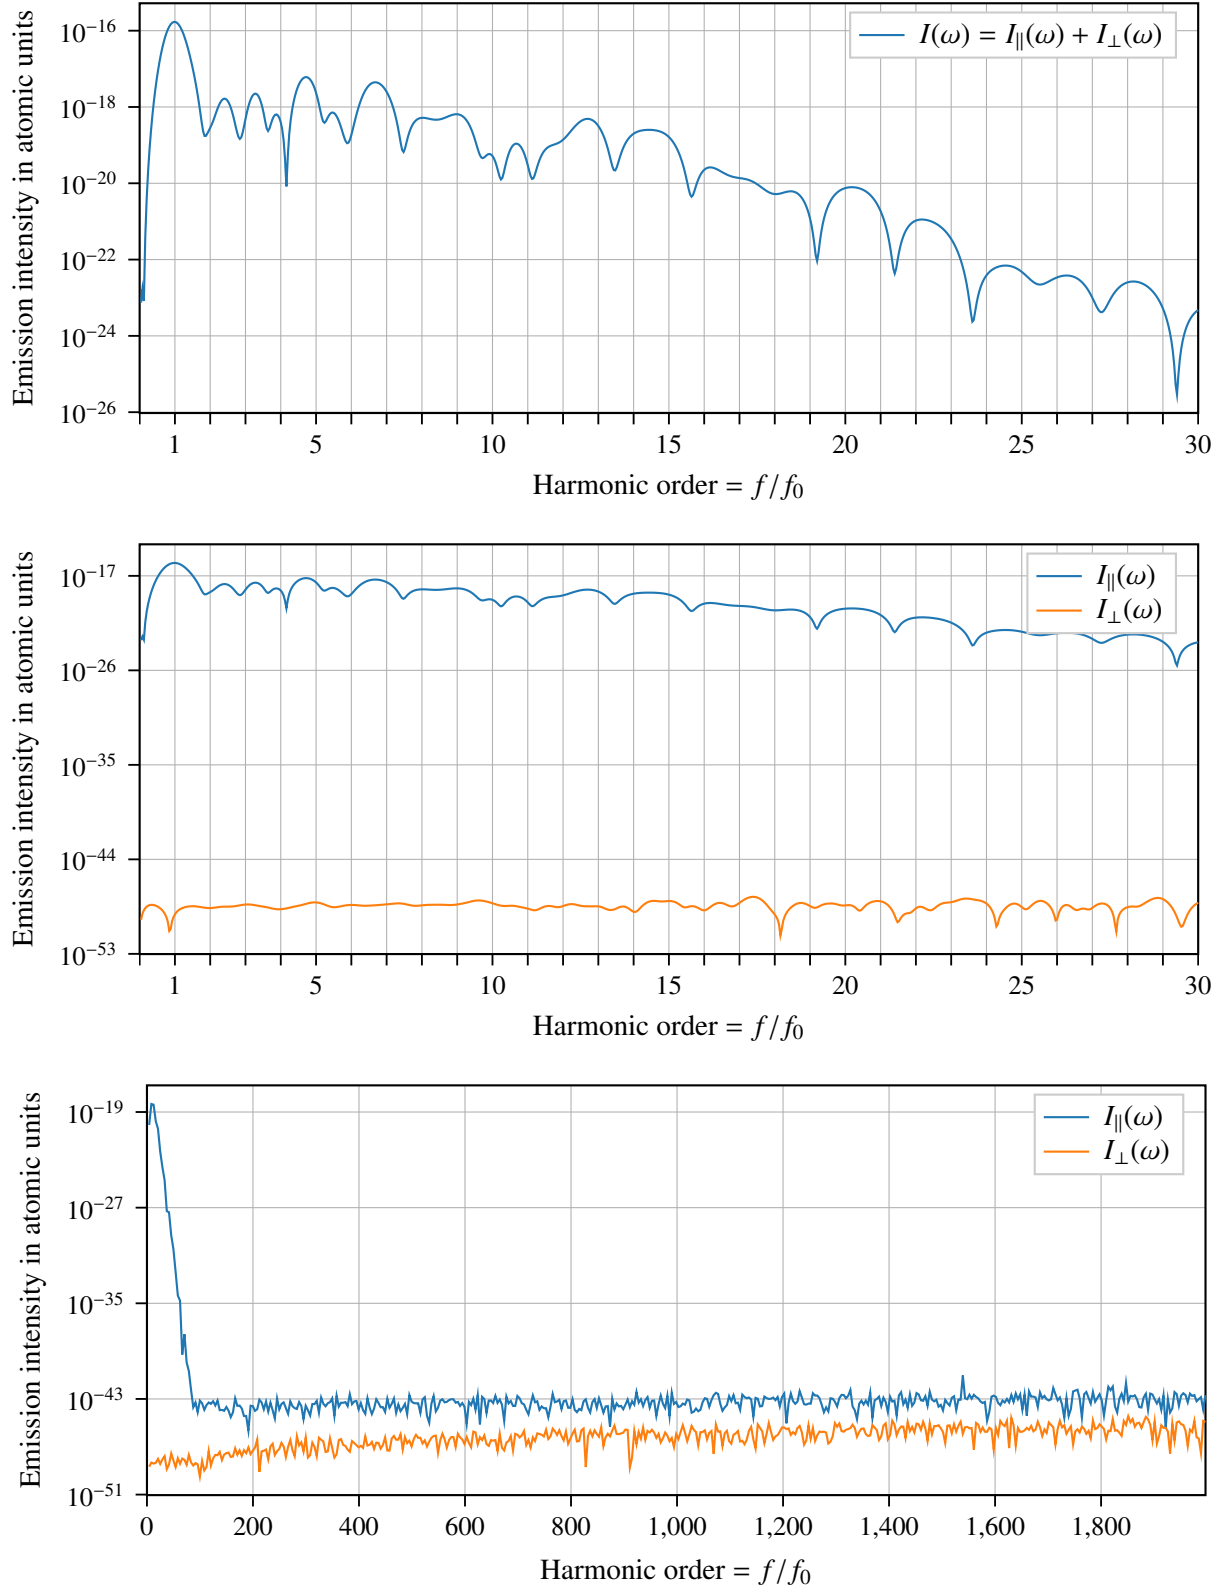 Emission intensity in atomic units
10⁻¹⁶
10⁻¹⁸
10⁻²⁰
10⁻²²
10⁻²⁴
10⁻²⁶
I(ω) = I∥(ω) + I⊥(ω)
1 5 10 15 20 25 30
Harmonic order = f/f₀
Emission intensity in atomic units
10⁻¹⁷
10⁻²⁶
10⁻³⁵
10⁻⁴⁴
10⁻⁵³
I∥(ω)
I⊥(ω)
1 5 10 15 20 25 30
Harmonic order = f/f₀
Emission intensity in atomic units
10⁻¹⁹
10⁻²⁷
10⁻³⁵
10⁻⁴³
10⁻⁵¹
I∥(ω)
I⊥(ω)
0 200 400 600 800 1,000 1,200 1,400 1,600 1,800
Harmonic order = f/f₀